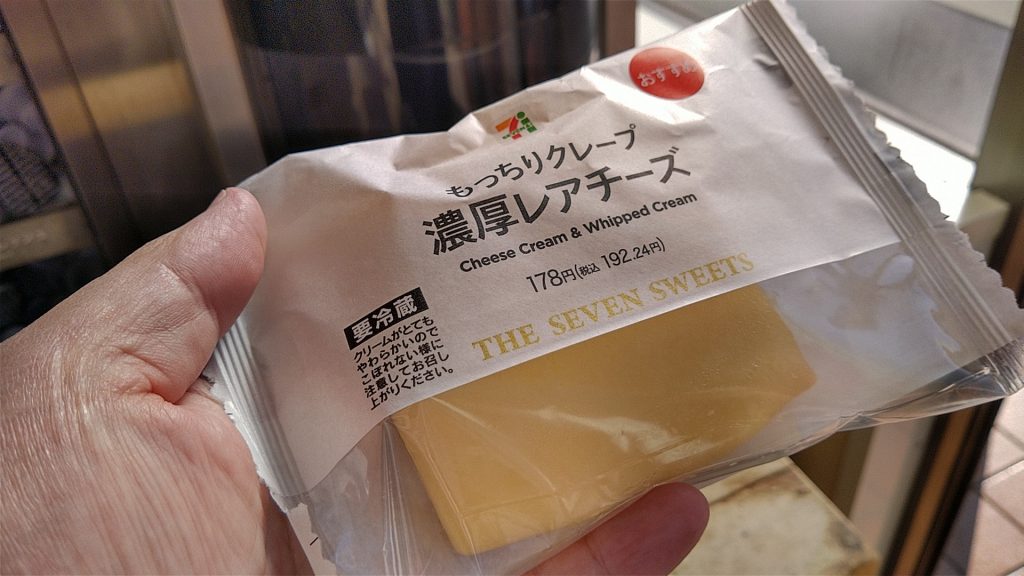 おすすめ
もっちりクレープ
濃厚レアチーズ
Cheese Cream & Whipped Cream
178円(税込 192.24円)
THE SEVEN SWEETS
要冷蔵
クリームがとても
やわらかいので
こぼれない様に
注意してお召し
上がりください。